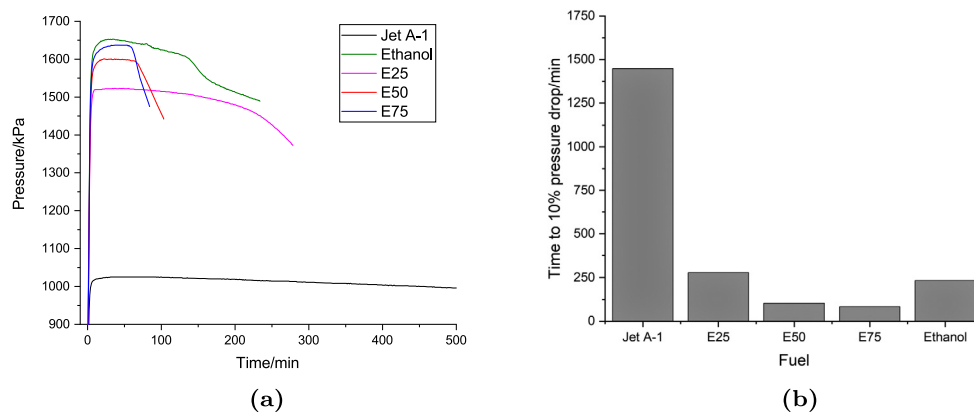 1700
1600
1500
1400
1300
1200
1100
1000
900
Pressure/kPa
0
100
200
300
400
500
Time/min
Jet A-1
Ethanol
E25
E50
E75
(a)
1750
1500
1250
1000
750
500
250
0
Time to 10% pressure drop/min
Jet A-1
E25
E50
E75
Ethanol
Fuel
(b)